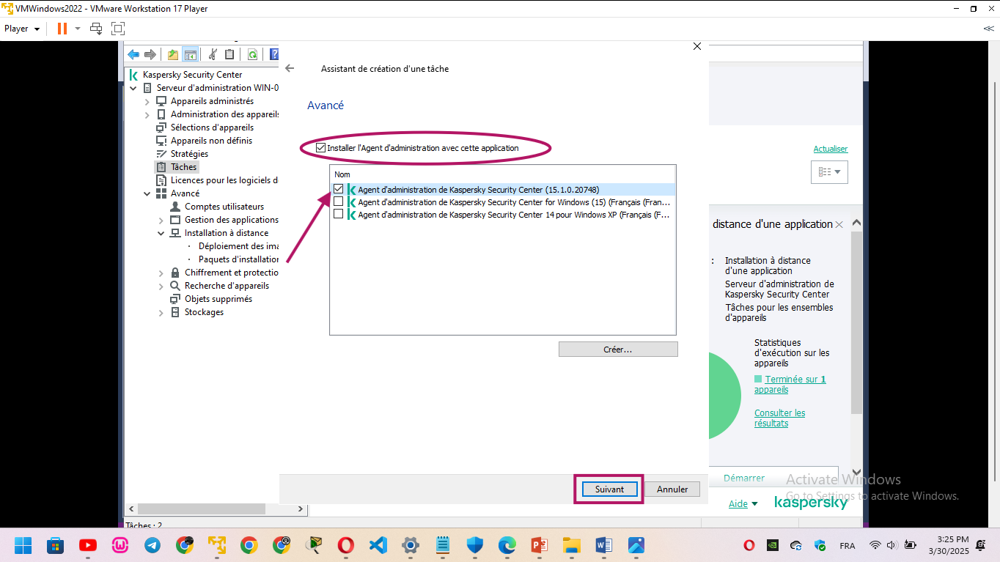 VMWindows2022 - VMware Workstation 17 Player
Player
Kaspersky Security Center
Serveur d'administration WIN-0
Appareils administrés
Administration des appareils
Sélections d'appareils
Appareils non définis
Stratégies
Tâches
Licences pour les logiciels d
Avancé
Comptes utilisateurs
Gestion des applications
Installation à distance
Déploiement des ima
Paquets d'installation
Chiffrement et protectio
Recherche d'appareils
Objets supprimés
Stockages
Tâches : 2
Assistant de création d'une tâche
Avancé
Installer l'Agent d'administration avec cette application
Nom
Agent d'administration de Kaspersky Security Center (15.1.0.20748)
Agent d'administration de Kaspersky Security Center for Windows (15) (Français (Fran...
Agent d'administration de Kaspersky Security Center 14 pour Windows XP (Français (F...
Créer...
Suivant
Annuler
Actualiser
distance d'une application
: Installation à distance
d'une application
Serveur d'administration de
Kaspersky Security Center
Tâches pour les ensembles
d'appareils
Statistiques
d'exécution sur les
appareils
Terminée sur 1
appareils
Consulter les
résultats
Démarrer
Activate Windows
Go to Settings to activate Windows.
Aide
kaspersky
FRA
3:25 PM
3/30/2025